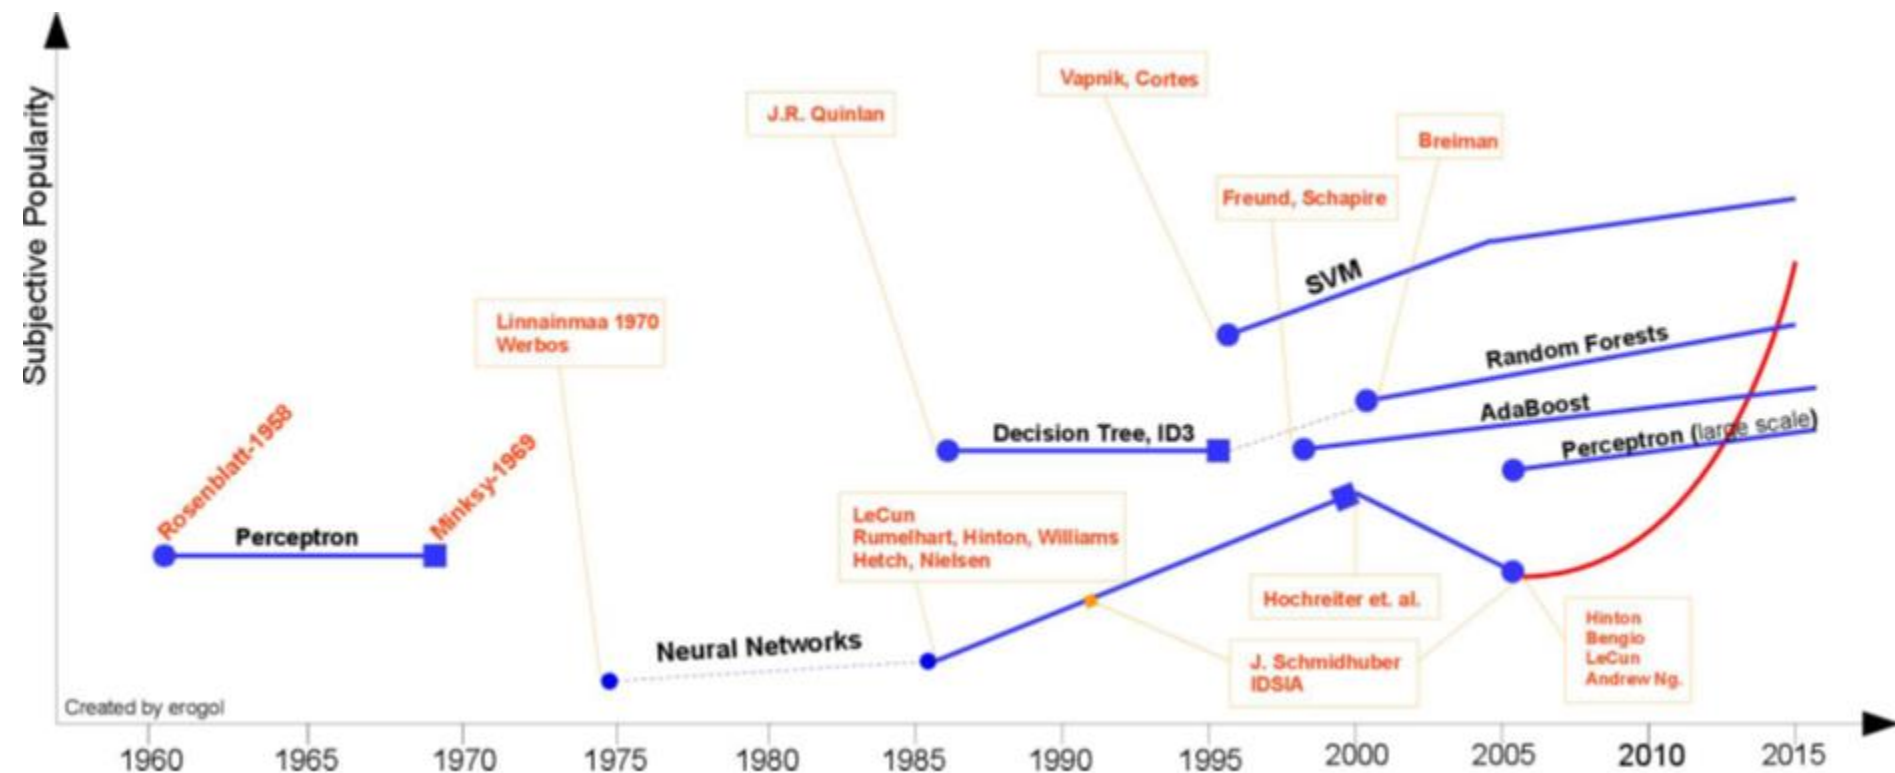 Subjective Popularity
Vapnik, Cortes
J.R. Quinlan
Breiman
Freund, Schapire
SVM
Linnainmaa 1970
Werbos
Random Forests
AdaBoost
Perceptron (large scale)
Decision Tree, ID3
Rosenblatt-1958
Minksy-1969
Perceptron
LeCun
Rumelhart, Hinton, Williams
Hetch, Nielsen
Hochreiter et. al.
Hinton
Bengio
LeCun
Andrew Ng.
J. Schmidhuber
IDSIA
Neural Networks
Created by erogol
1960 1965 1970 1975 1980 1985 1990 1995 2000 2005 2010 2015